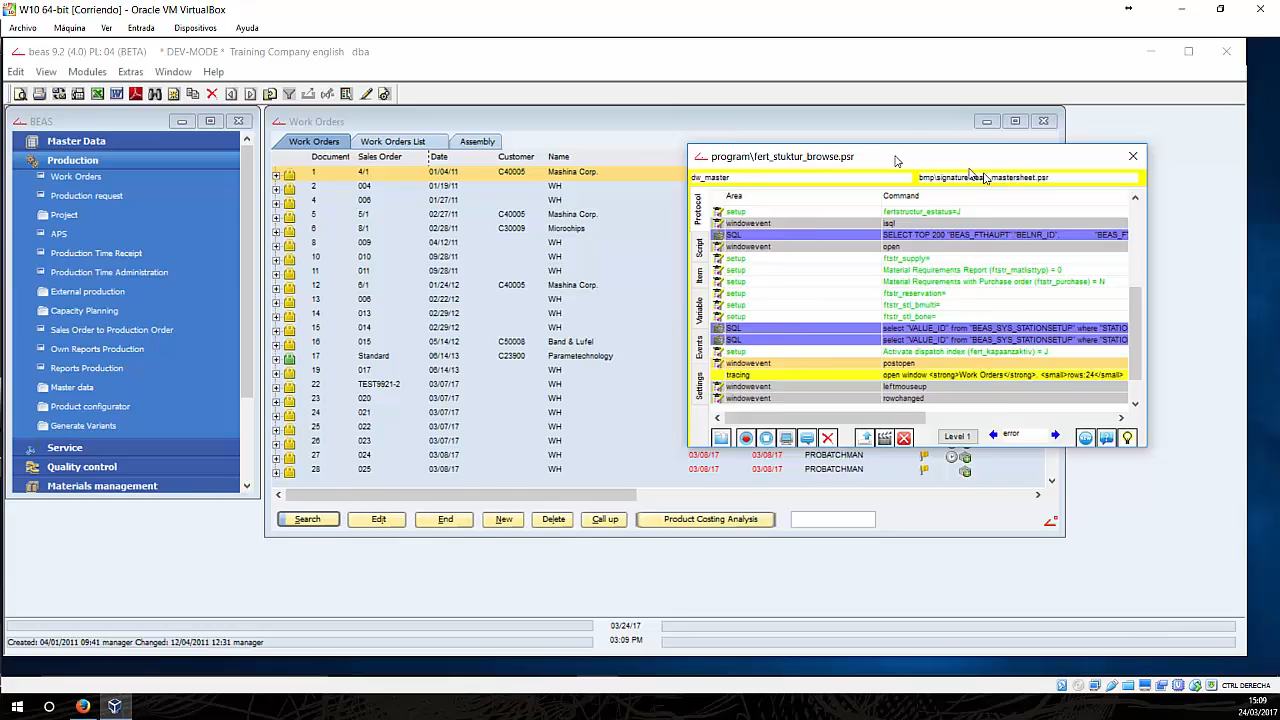 W10 64-bit [Corriendo] - Oracle VM VirtualBox
Archivo Máquina Ver Entrada Dispositivos Ayuda
beas 9.2 (4.0) PL: 04 (BETA) * DEV-MODE * Training Company english dba
Edit View Modules Extras Window Help
BEAS
Master Data
Production
Work Orders
Production request
Project
APS
Production Time Receipt
Production Time Administration
External production
Capacity Planning
Sales Order to Production Order
Own Reports Production
Reports Production
Master data
Product configurator
Generate Variants
Service
Quality control
Materials management
Work Orders
Work Orders Work Orders List Assembly
Document Sales Order Date Customer Name
1 4/1 01/04/11 C40005 Mashina Corp.
2 004 01/19/11 WH
4 006 01/27/11 WH
5 5/1 02/28/11 C40005 Mashina Corp.
6 8/1 02/28/11 C30009 Microchips
8 009 04/12/11 WH
10 010 09/28/11 WH
11 011 09/28/11 WH
12 6/1 01/24/12 C40005 Mashina Corp.
13 006 02/29/12 WH
14 013 02/29/12 WH
15 014 02/29/12 WH
16 015 05/14/12 C50008 Band & Lufel
17 Standard 06/14/13 C23900 Parametechnology
19 017 06/14/13 WH
22 TEST9921-2 03/07/17 WH
23 020 03/07/17 WH
24 021 03/07/17 WH
25 022 03/07/17 WH
26 023 03/07/17 WH
27 024 03/08/17 WH 03/08/17 03/08/17 PROBATCHMAN
28 025 03/08/17 WH 03/08/17 03/08/17 PROBATCHMAN
Search Edit End New Delete Call up Product Costing Analysis
program\fert_stuktur_browse.psr
dw_master
Protocol Script Item Variable Events Settings
Area Command
setup fertstructur_estatus=J
windowevent isql
SQL SELECT TOP 200 "BEAS_FTHAUPT"."BELNR_ID", "BEAS_F
windowevent open
setup ftstr_supply=
setup Material Requirements Report (ftstr_matlisttyp) = 0
setup Material Requirements with Purchase order (ftstr_purchase) = N
setup ftstr_reservation=
setup ftstr_stl_bmulti=
setup ftstr_stl_bone=
SQL select "VALUE_ID" from "BEAS_SYS_STATIONSETUP" where "STATIO
SQL select "VALUE_ID" from "BEAS_SYS_STATIONSETUP" where "STATIO
setup Activate dispatch index (fert_kapaanzaktiv) = J
windowevent postopen
tracing open window <strong>Work Orders</strong>, <small>rows:24</small>
windowevent leftmouseup
windowevent rowchanged
Level 1 error
03/24/17
03:09 PM
Created: 04/01/2011 09:41 manager Changed: 12/04/2011 12:31 manager
CTRL DERECHA
15:09
24/03/2017